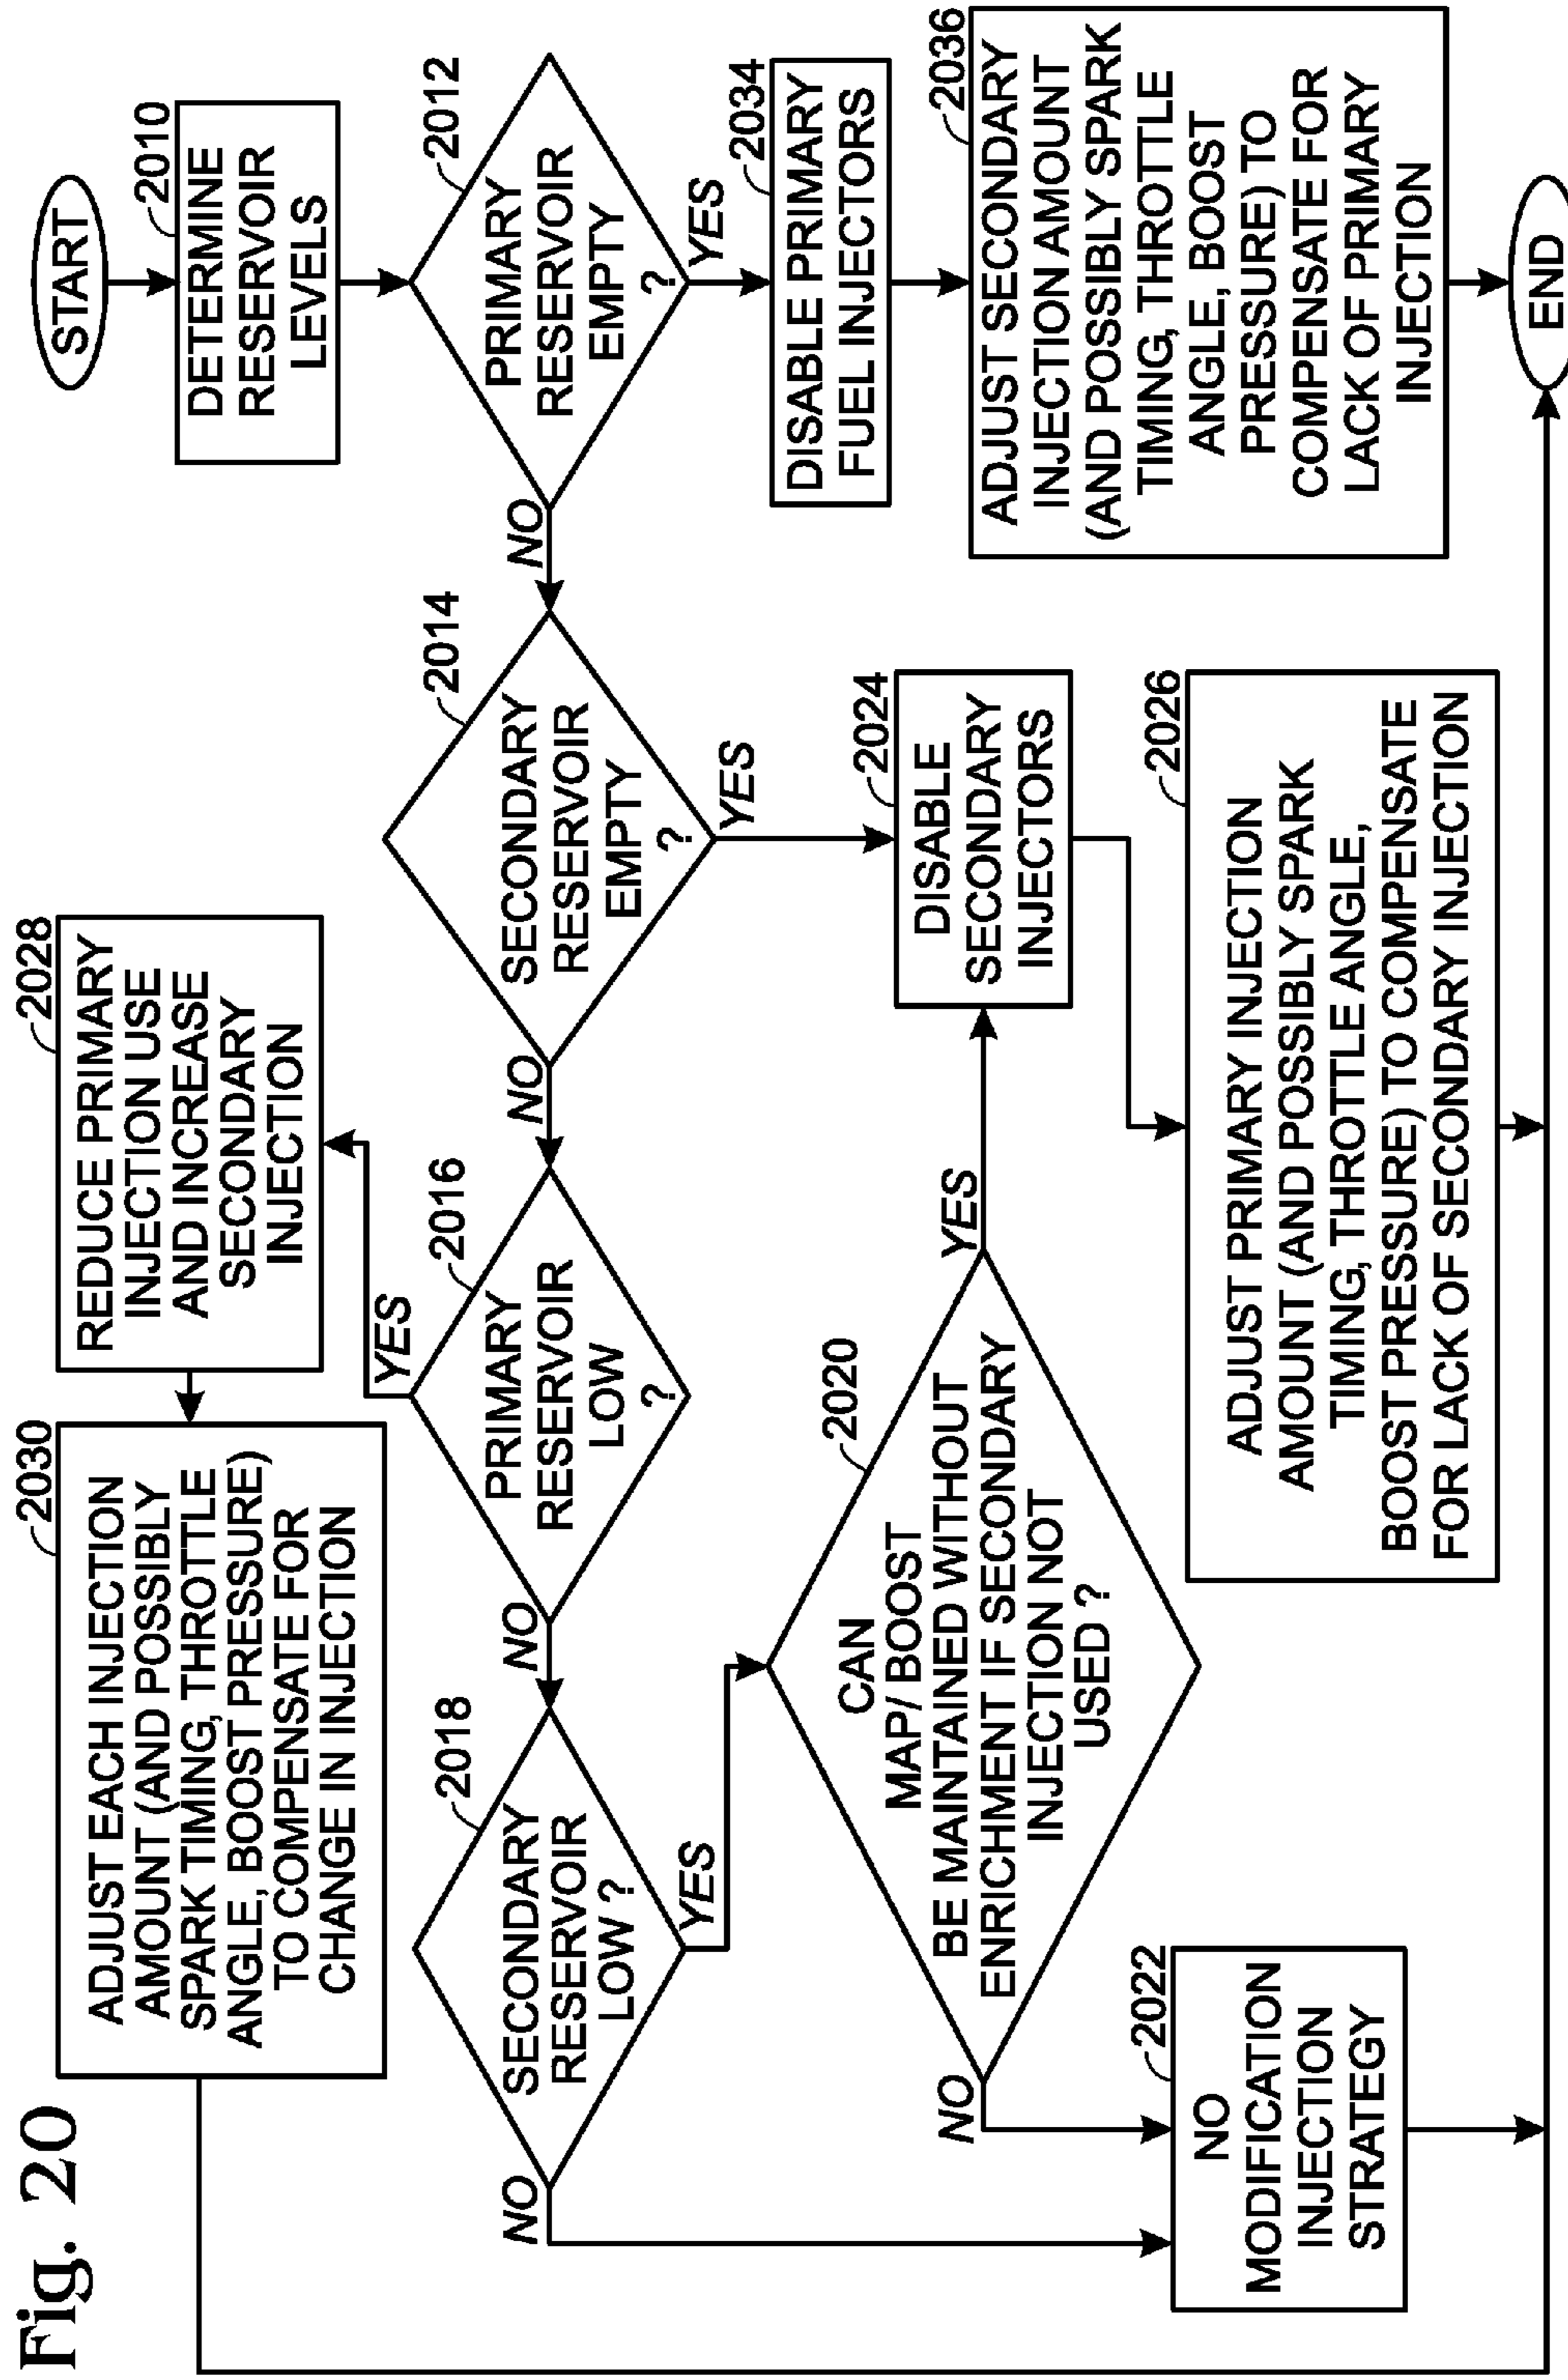 Fig. 20
START
2010
DETERMINE
RESERVOIR
LEVELS
2012
PRIMARY
RESERVOIR
EMPTY
?
YES
NO
2034
DISABLE PRIMARY
FUEL INJECTORS
2036
ADJUST SECONDARY
INJECTION AMOUNT
(AND POSSIBLY SPARK
TIMING, THROTTLE
ANGLE, BOOST
PRESSURE) TO
COMPENSATE FOR
LACK OF PRIMARY
INJECTION
END
2014
SECONDARY
RESERVOIR
EMPTY
?
YES
NO
2024
DISABLE
SECONDARY
INJECTORS
2026
ADJUST PRIMARY INJECTION
AMOUNT (AND POSSIBLY SPARK
TIMING, THROTTLE ANGLE,
BOOST PRESSURE) TO COMPENSATE
FOR LACK OF SECONDARY INJECTION
2016
PRIMARY
RESERVOIR
LOW
?
YES
NO
2028
REDUCE PRIMARY
INJECTION USE
AND INCREASE
SECONDARY
INJECTION
2030
ADJUST EACH INJECTION
AMOUNT (AND POSSIBLY
SPARK TIMING, THROTTLE
ANGLE, BOOST PRESSURE)
TO COMPENSATE FOR
CHANGE IN INJECTION
2018
SECONDARY
RESERVOIR
LOW ?
YES
NO
2020
CAN
MAP/ BOOST
BE MAINTAINED WITHOUT
ENRICHMENT IF SECONDARY
INJECTION NOT
USED ?
YES
NO
2022
NO
MODIFICATION
INJECTION
STRATEGY